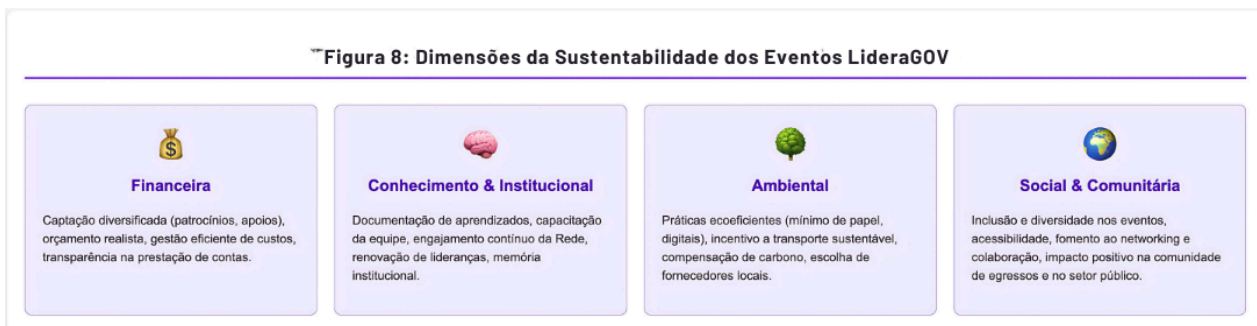 Figura 8: Dimensões da Sustentabilidade dos Eventos LideraGOV
Financeira
Captação diversificada (patrocínios, apoios),
orçamento realista, gestão eficiente de custos,
transparência na prestação de contas.
Conhecimento & Institucional
Documentação de aprendizados, capacitação
da equipe, engajamento contínuo da Rede,
renovação de lideranças, memória
institucional.
Ambiental
Práticas ecoeficientes (mínimo de papel,
digitais), incentivo a transporte sustentável,
compensação de carbono, escolha de
fornecedores locais.
Social & Comunitária
Inclusão e diversidade nos eventos,
acessibilidade, fomento ao networking e
colaboração, impacto positivo na comunidade
de egressos e no setor público.